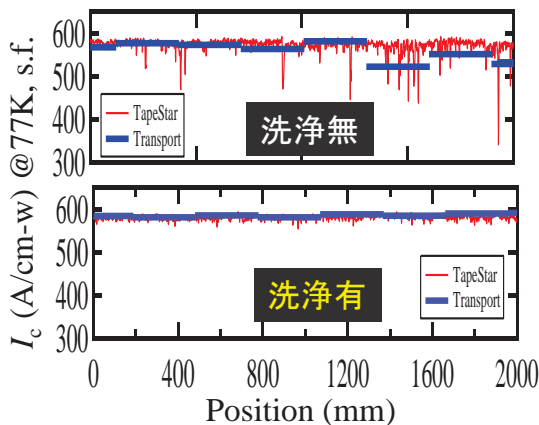 600
500
400
300
TapeStar
Transport
洗浄無
600
500
400
300
TapeStar
Transport
洗浄有
0
400
800
1200
1600
2000
Position (mm)
Ic (A/cm-w) @77K, s.f.